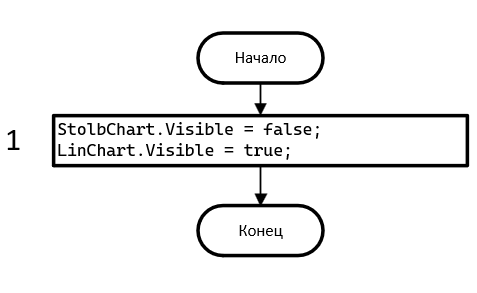 Начало
1
StolbChart.Visible = false;
LinChart.Visible = true;
Конец